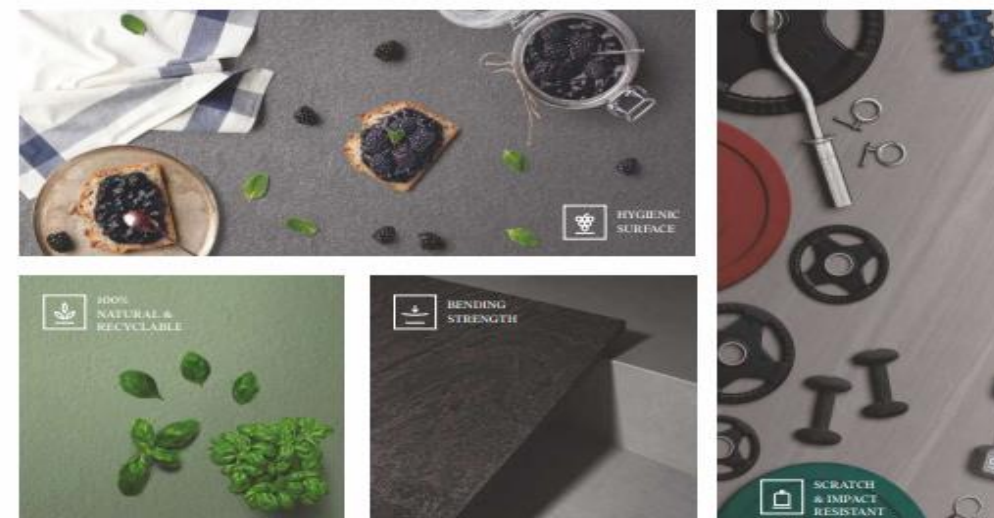 HYGIENIC
SURFACE
100%
NATURAL &
RECYCLABLE
BENDING
STRENGTH
SCRATCH
& IMPACT
RESISTANT